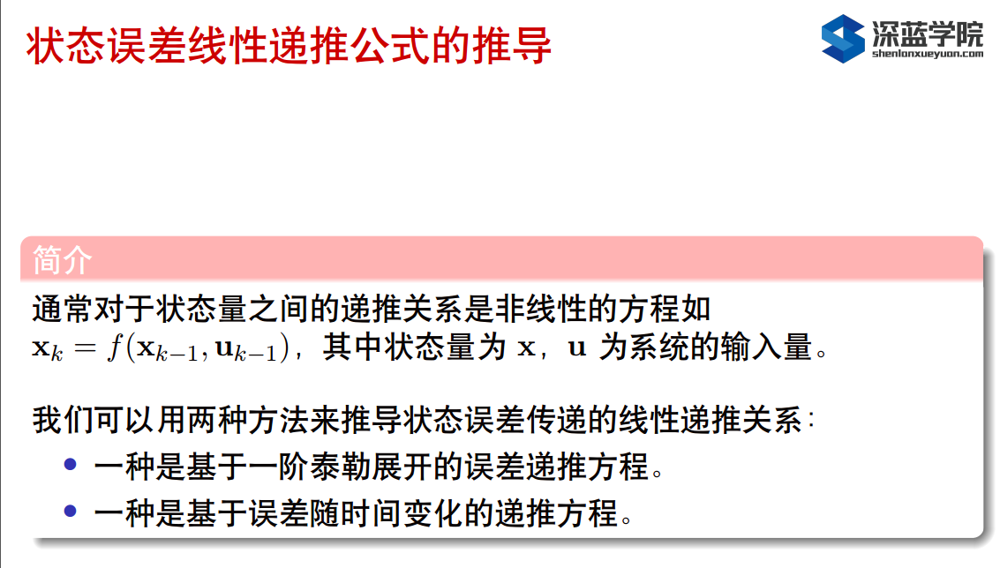 状态误差线性递推公式的推导
深蓝学院
shenlanxueyuan.com
简介
通常对于状态量之间的递推关系是非线性的方程如
𝐱ₖ = f(𝐱ₖ₋₁, 𝐮ₖ₋₁)，其中状态量为 𝐱，𝐮 为系统的输入量。
我们可以用两种方法来推导状态误差传递的线性递推关系：
• 一种是基于一阶泰勒展开的误差递推方程。
• 一种是基于误差随时间变化的递推方程。